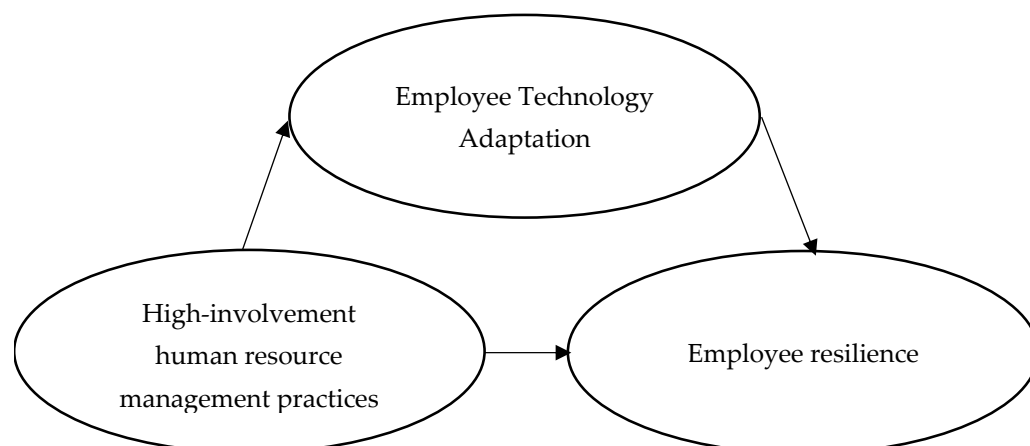 Employee Technology
Adaptation
High-involvement
human resource
management practices
Employee resilience